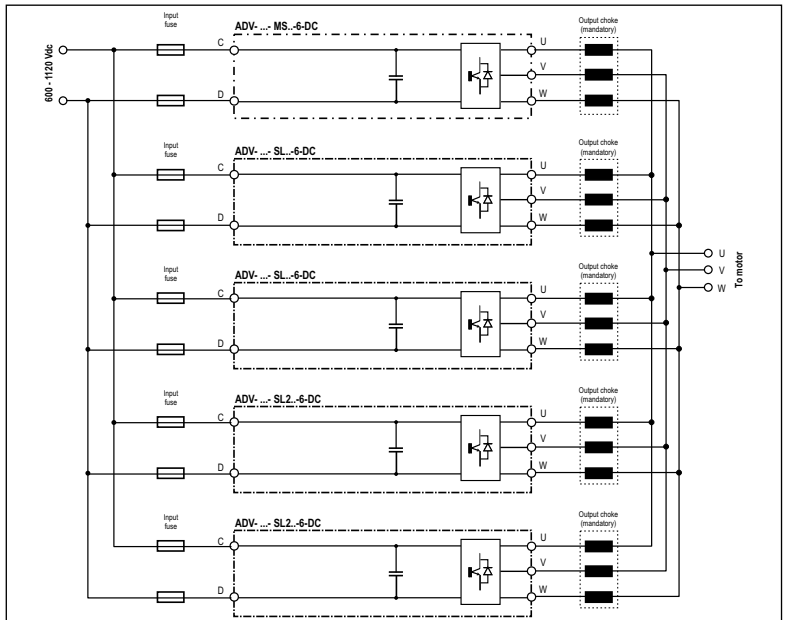 600 - 1120 Vdc
Input
fuse
ADV- ...- MS..-6-DC
C
D
U
V
W
Output choke
(mandatory)
Input
fuse
ADV- ...- SL..-6-DC
C
D
U
V
W
Output choke
(mandatory)
Input
fuse
ADV- ...- SL..-6-DC
C
D
U
V
W
Output choke
(mandatory)
Input
fuse
ADV- ...- SL2..-6-DC
C
D
U
V
W
Output choke
(mandatory)
Input
fuse
ADV- ...- SL2..-6-DC
C
D
U
V
W
Output choke
(mandatory)
U
V
W
To motor